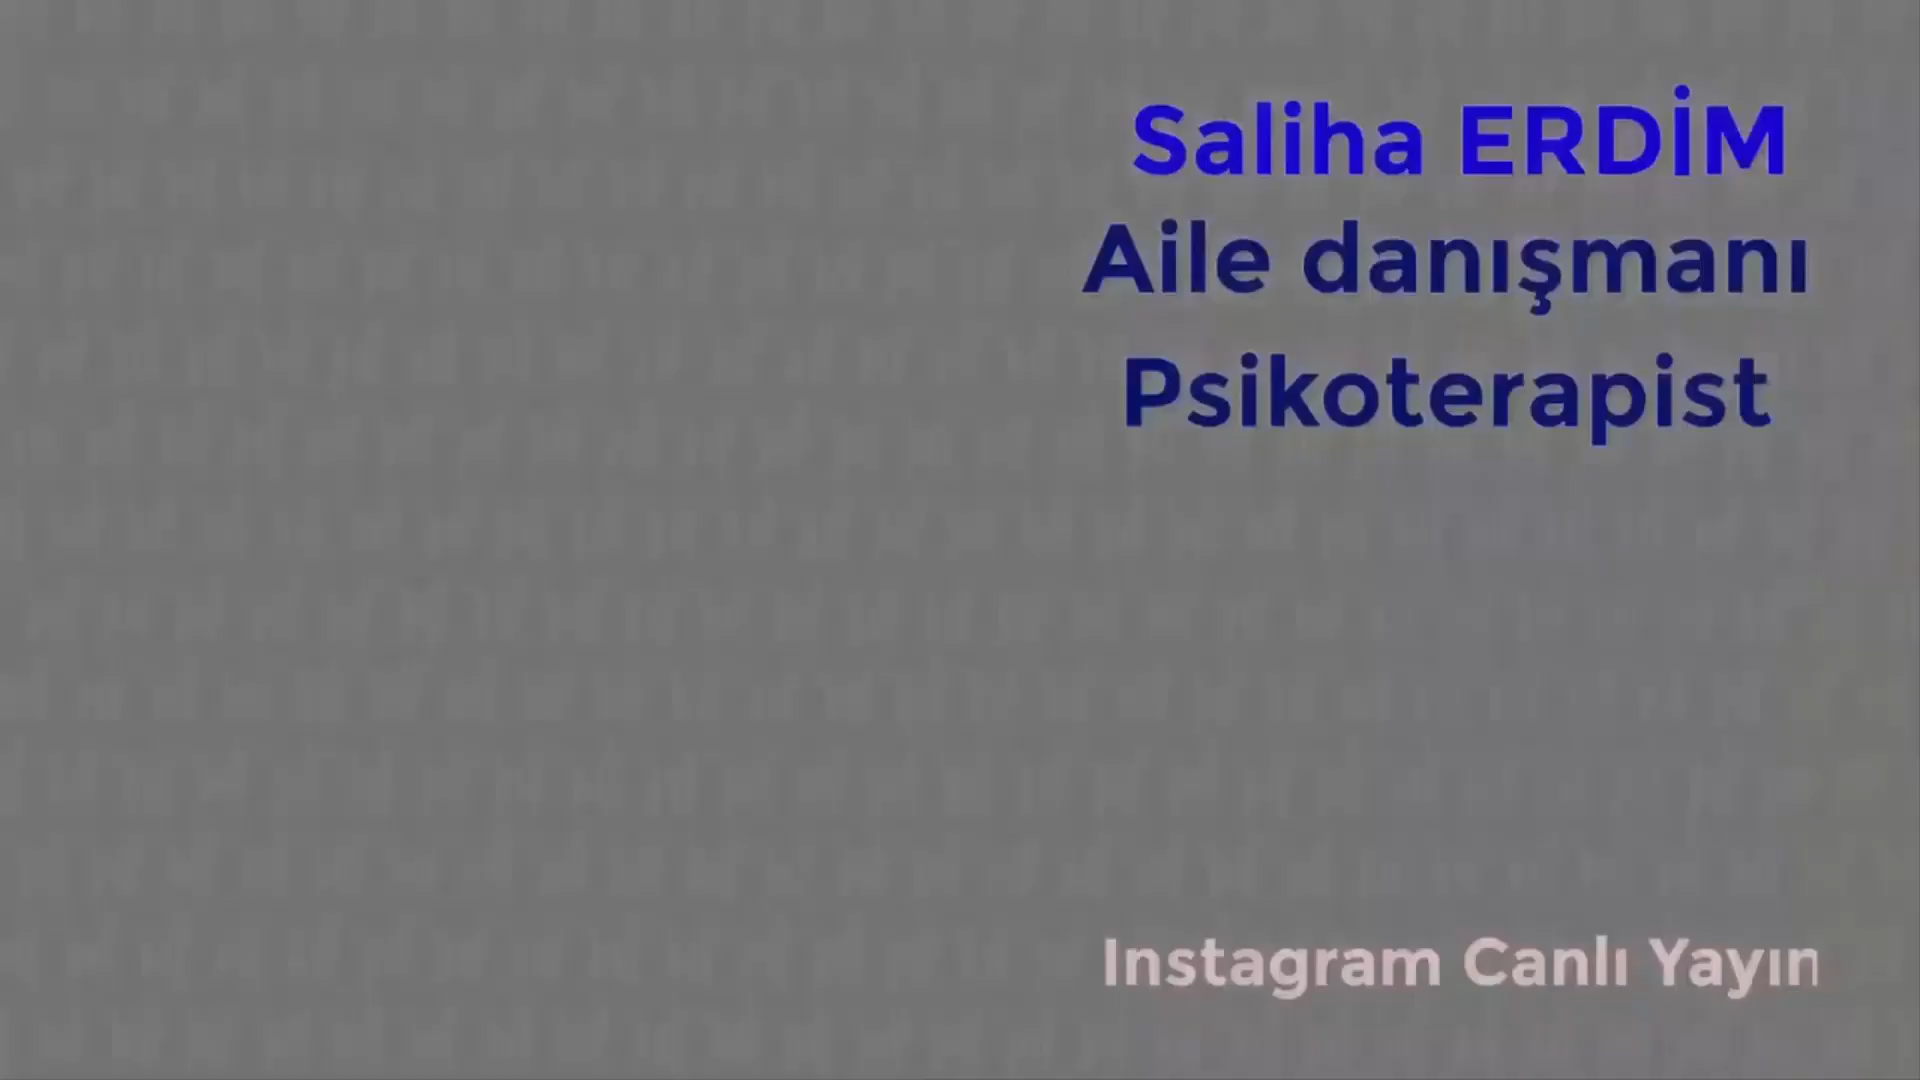 Saliha ERDİM
Aile danışmanı
Psikoterapist
Instagram Canlı Yayın